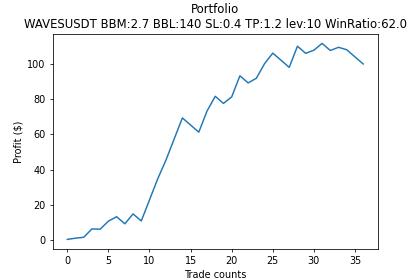 Portfolio
WAVESUSDT BBM:2.7 BBL:140 SL:0.4 TP:1.2 lev:10 WinRatio:62.0
Profit ($)
100
80
60
40
20
0
0 5 10 15 20 25 30 35
Trade counts